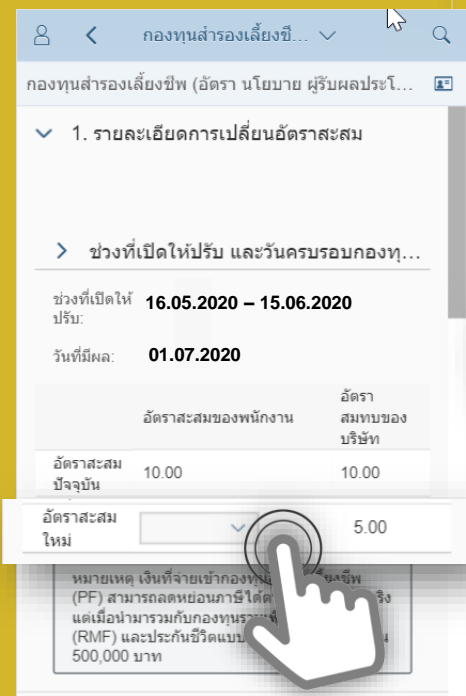 กองทุนสำรองเลี้ยงชี...
กองทุนสำรองเลี้ยงชีพ (อัตรา นโยบาย ผู้รับผลประโ...
1. รายละเอียดการเปลี่ยนอัตราสะสม
ช่วงที่เปิดให้ปรับ และวันครบรอบกองทุ...
ช่วงที่เปิดให้
ปรับ:
16.05.2020 – 15.06.2020
วันที่มีผล:
01.07.2020
อัตราสะสมของพนักงาน
อัตรา
สมทบของ
บริษัท
อัตราสะสม
ปัจจุบัน
10.00
10.00
อัตราสะสม
ใหม่
5.00
หมายเหตุ เงินที่จ่ายเข้ากองทุน
(PF) สามารถลดหย่อนภาษีได้
แต่เมื่อนำมารวมกับกองทุน
(RMF) และประกันชีวิตแบบ
500,000 บาท